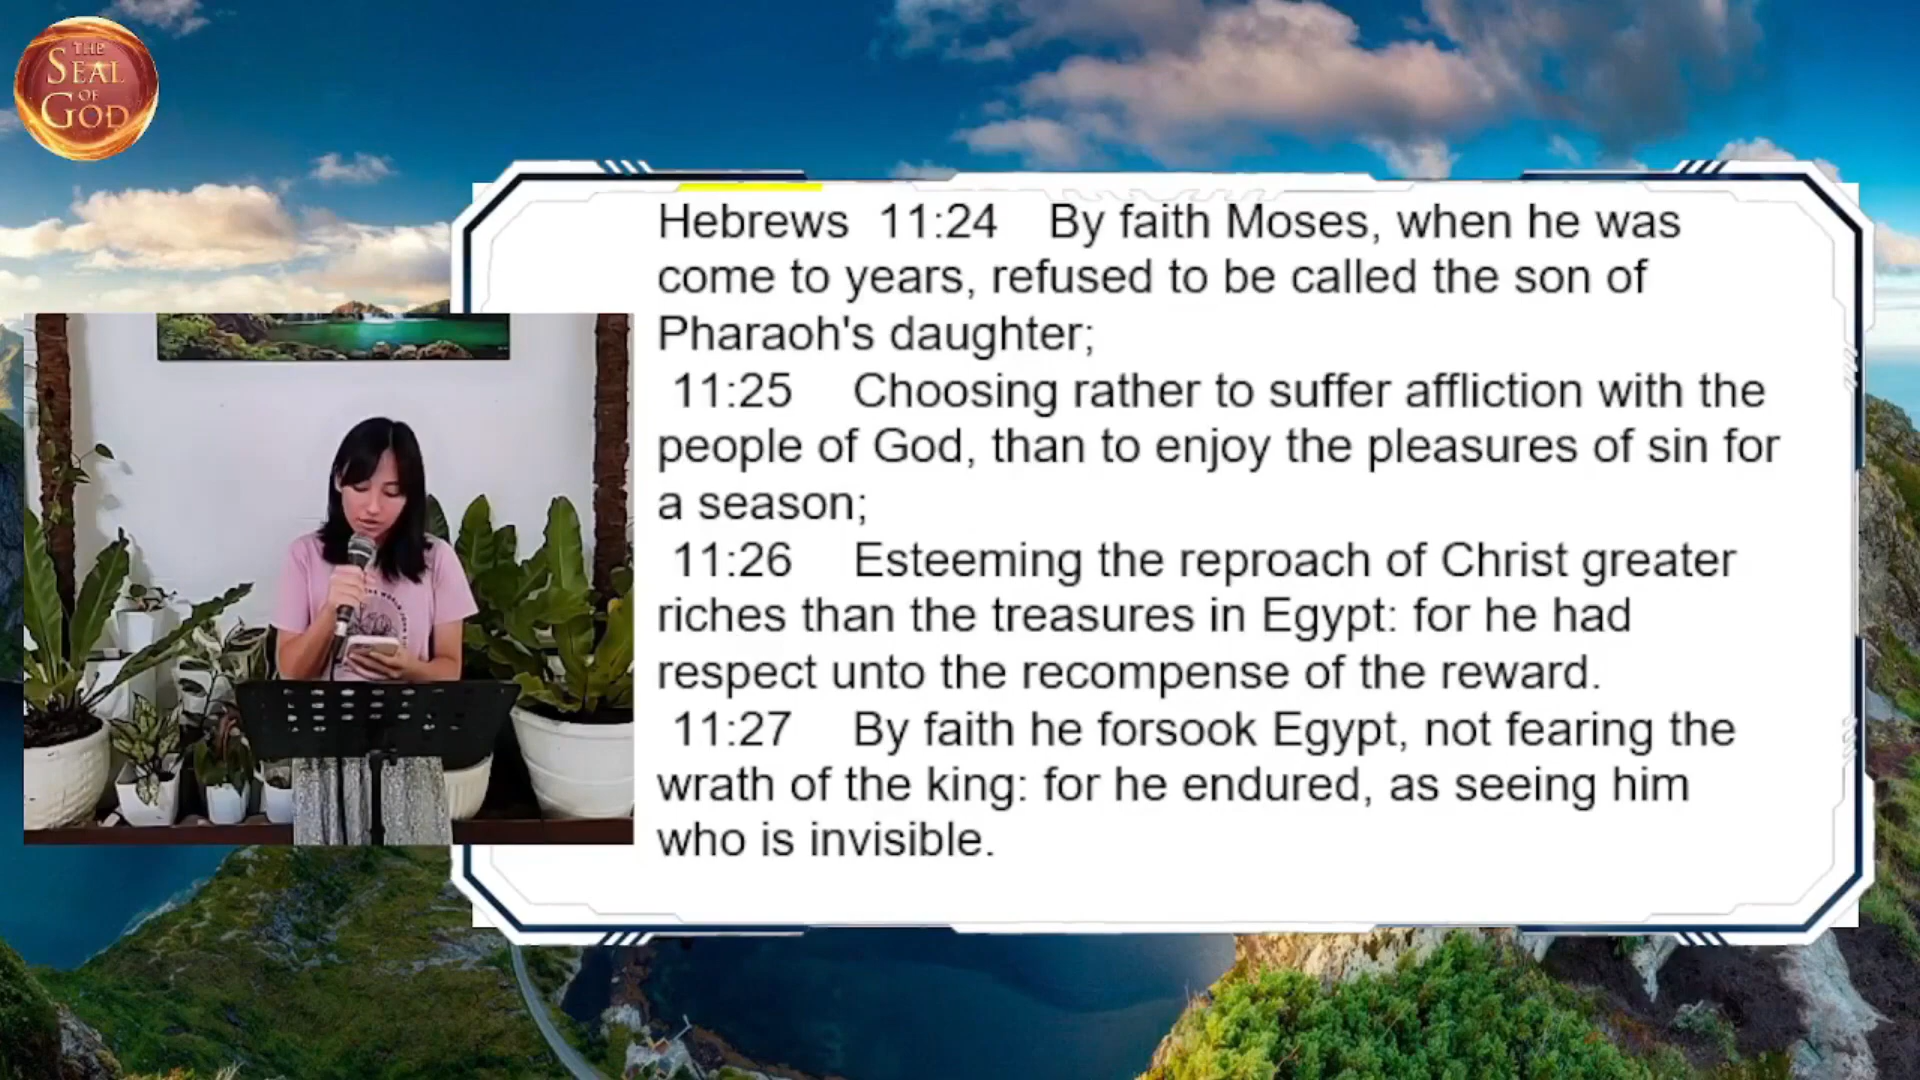 THE
SEAL
OF
GOD
Hebrews 11:24 By faith Moses, when he was
come to years, refused to be called the son of
Pharaoh's daughter;
11:25 Choosing rather to suffer affliction with the
people of God, than to enjoy the pleasures of sin for
a season;
11:26 Esteeming the reproach of Christ greater
riches than the treasures in Egypt: for he had
respect unto the recompense of the reward.
11:27 By faith he forsook Egypt, not fearing the
wrath of the king: for he endured, as seeing him
who is invisible.